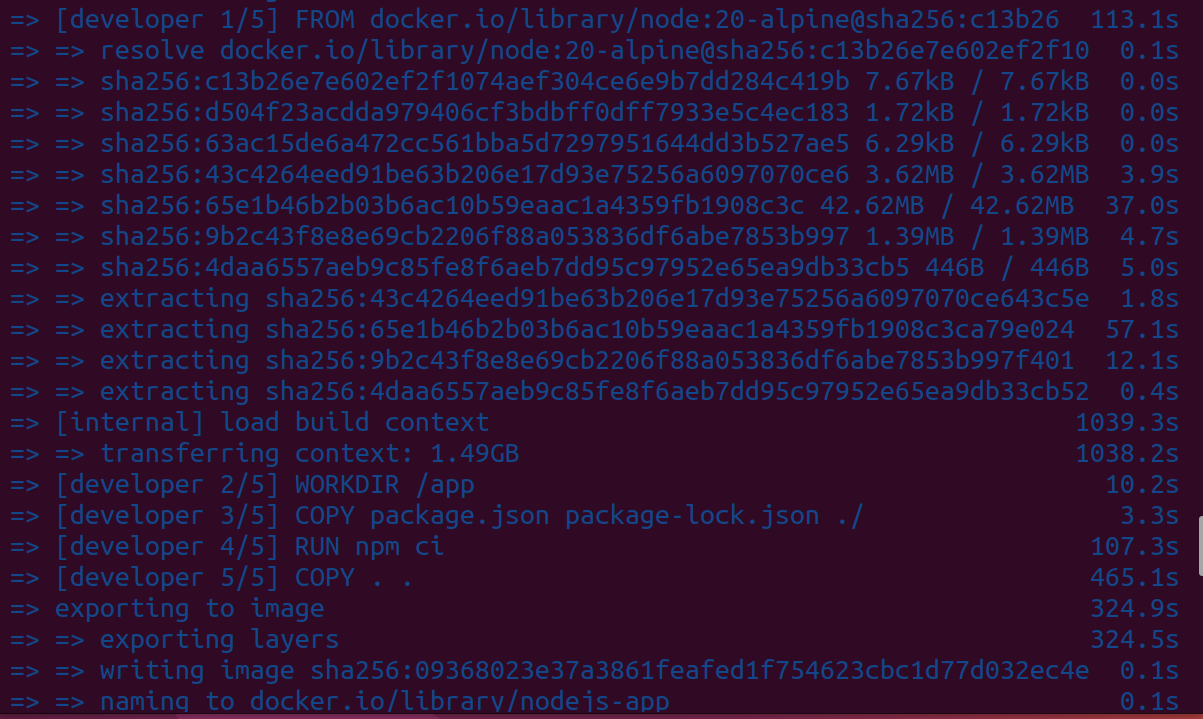 => [developer 1/5] FROM docker.io/library/node:20-alpine@sha256:c13b26  113.1s
=> => resolve docker.io/library/node:20-alpine@sha256:c13b26e7e602ef2f10  0.1s
=> => sha256:c13b26e7e602ef2f1074aef304ce6e9b7dd284c419b 7.67kB / 7.67kB  0.0s
=> => sha256:d504f23acdda979406cf3bdbff0dff7933e5c4ec183 1.72kB / 1.72kB  0.0s
=> => sha256:63ac15de6a472cc561bba5d7297951644dd3b527ae5 6.29kB / 6.29kB  0.0s
=> => sha256:43c4264eed91be63b206e17d93e75256a6097070ce6 3.62MB / 3.62MB  3.9s
=> => sha256:65e1b46b2b03b6ac10b59eaac1a4359fb1908c3c 42.62MB / 42.62MB  37.0s
=> => sha256:9b2c43f8e8e69cb2206f88a053836df6abe7853b997 1.39MB / 1.39MB  4.7s
=> => sha256:4daa6557aeb9c85fe8f6aeb7dd95c97952e65ea9db33cb5 446B / 446B  5.0s
=> => extracting sha256:43c4264eed91be63b206e17d93e75256a6097070ce643c5e  1.8s
=> => extracting sha256:65e1b46b2b03b6ac10b59eaac1a4359fb1908c3ca79e024  57.1s
=> => extracting sha256:9b2c43f8e8e69cb2206f88a053836df6abe7853b997f401  12.1s
=> => extracting sha256:4daa6557aeb9c85fe8f6aeb7dd95c97952e65ea9db33cb52  0.4s
=> [internal] load build context  1039.3s
=> => transferring context: 1.49GB  1038.2s
=> [developer 2/5] WORKDIR /app  10.2s
=> [developer 3/5] COPY package.json package-lock.json ./  3.3s
=> [developer 4/5] RUN npm ci  107.3s
=> [developer 5/5] COPY . .  465.1s
=> exporting to image  324.9s
=> => exporting layers  324.5s
=> => writing image sha256:09368023e37a3861feafed1f754623cbc1d77d032ec4e  0.1s
=> => naming to docker.io/library/nodejs-app  0.1s